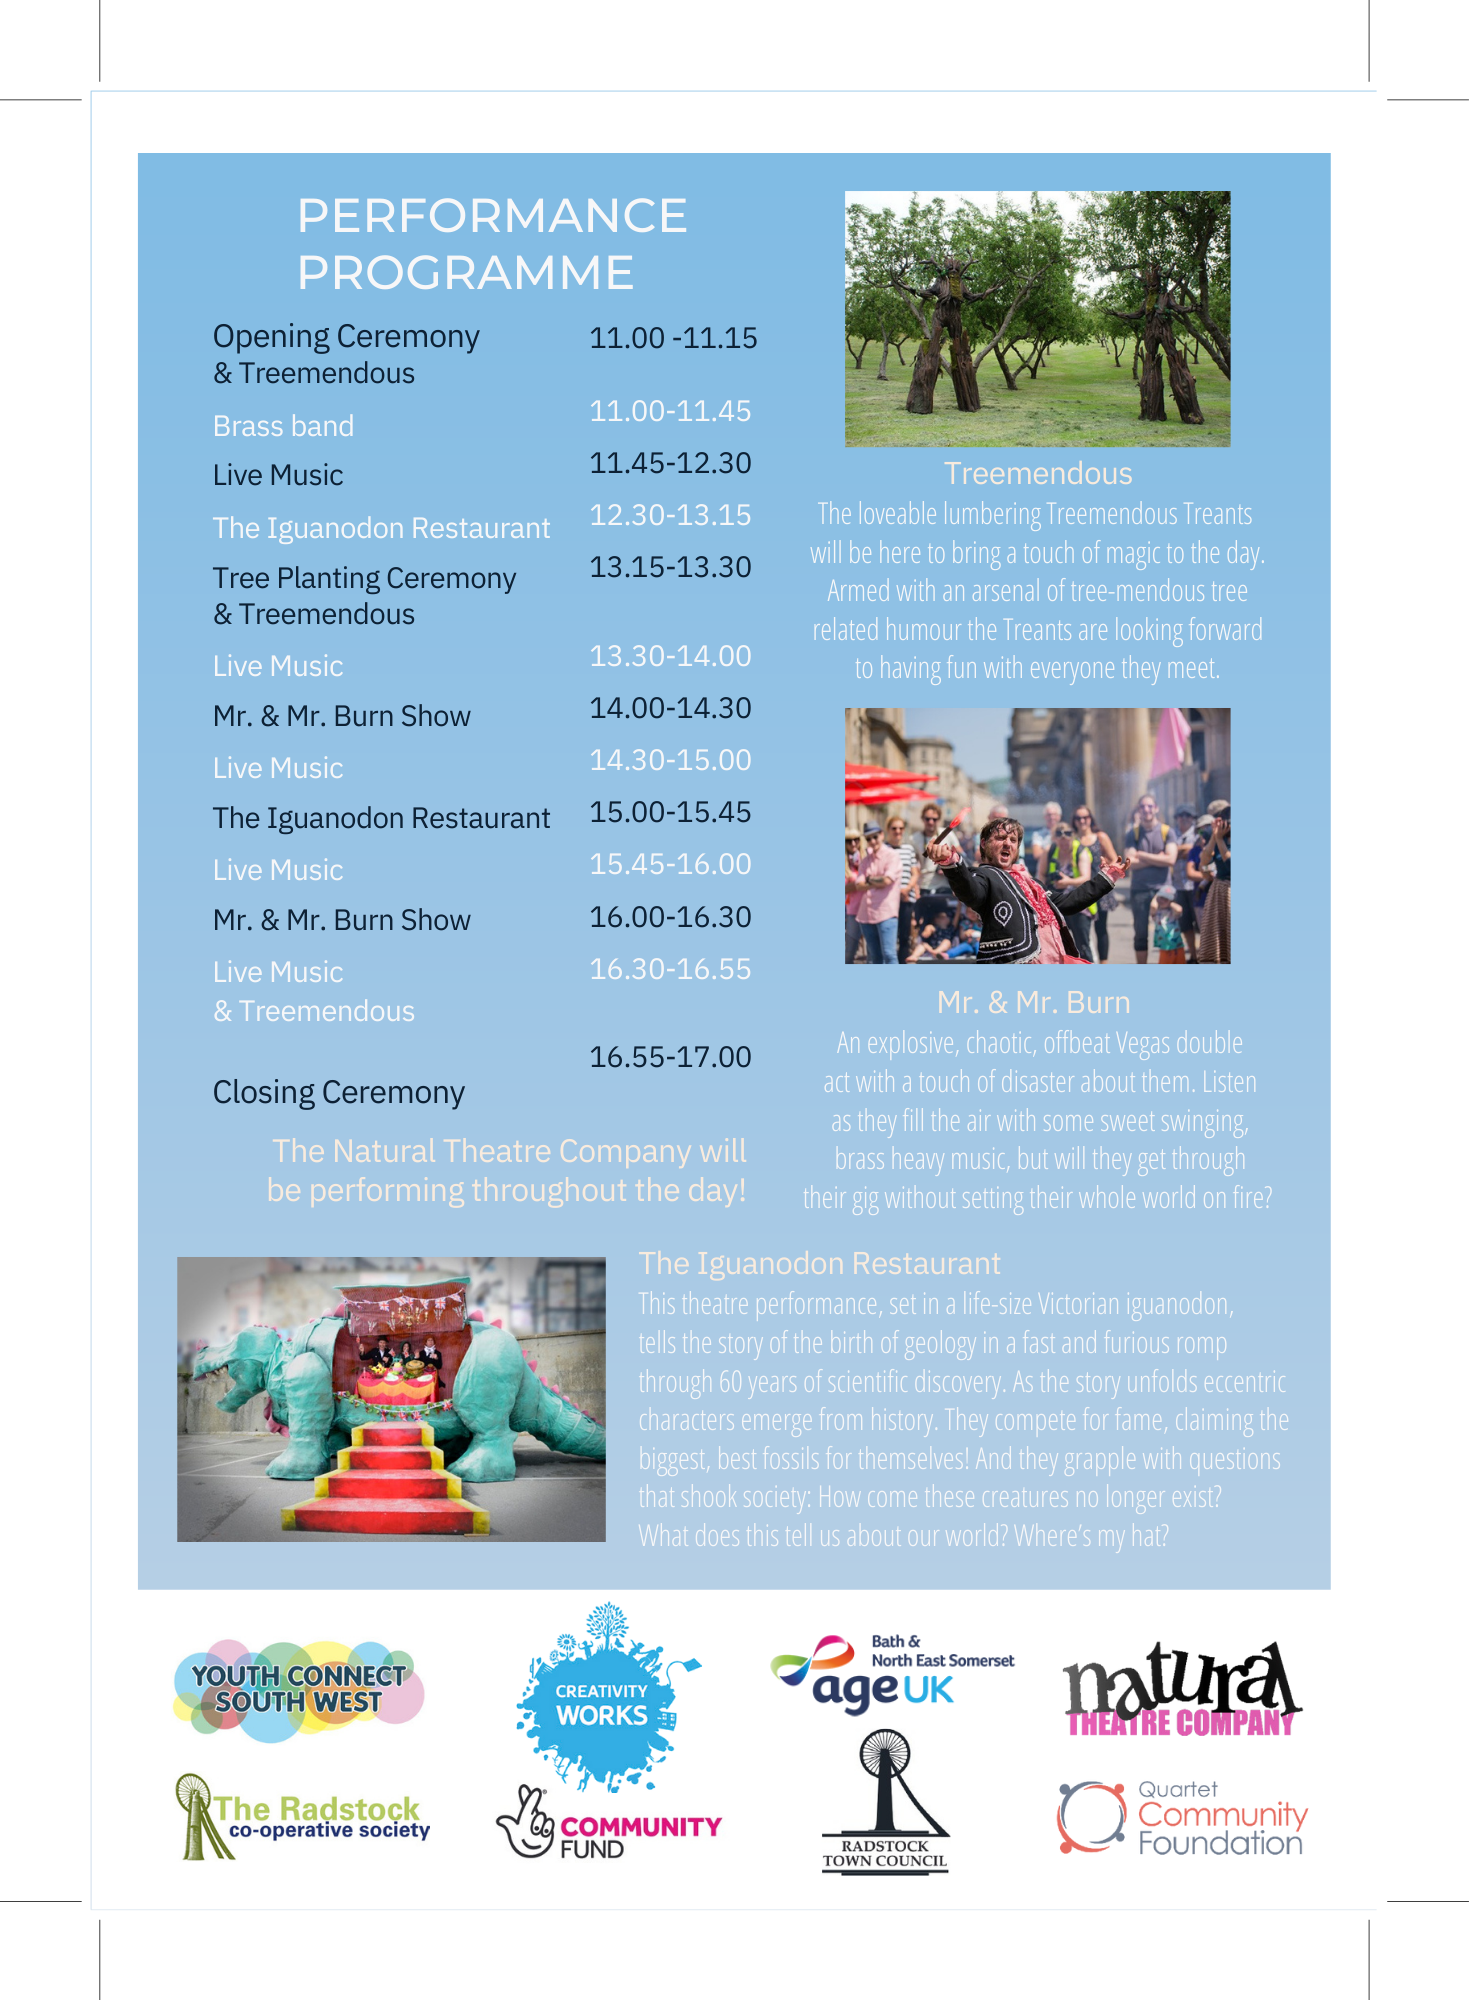 PERFORMANCE
PROGRAMME
Opening Ceremony 11.00 -11.15
& Treemendous
Brass band 11.00-11.45
Live Music 11.45-12.30
The Iguanodon Restaurant 12.30-13.15
Tree Planting Ceremony 13.15-13.30
& Treemendous
Live Music 13.30-14.00
Mr. & Mr. Burn Show 14.00-14.30
Live Music 14.30-15.00
The Iguanodon Restaurant 15.00-15.45
Live Music 15.45-16.00
Mr. & Mr. Burn Show 16.00-16.30
Live Music 16.30-16.55
& Treemendous
Closing Ceremony 16.55-17.00
The Natural Theatre Company will
be performing throughout the day!
Treemendous
The loveable lumbering Treemendous Treants
will be here to bring a touch of magic to the day.
Armed with an arsenal of tree-mendous tree
related humour the Treants are looking forward
to having fun with everyone they meet.
Mr. & Mr. Burn
An explosive, chaotic, offbeat Vegas double
act with a touch of disaster about them. Listen
as they fill the air with some sweet swinging,
brass heavy music, but will they get through
their gig without setting their whole world on fire?
The Iguanodon Restaurant
This theatre performance, set in a life-size Victorian iguanodon,
tells the story of the birth of geology in a fast and furious romp
through 60 years of scientific discovery. As the story unfolds eccentric
characters emerge from history. They compete for fame, claiming the
biggest, best fossils for themselves! And they grapple with questions
that shook society: How come these creatures no longer exist?
What does this tell us about our world? Where's my hat?
YOUTH CONNECT
SOUTH WEST
CREATIVITY
WORKS
Bath &
North East Somerset
age UK
natural
THEATRE COMPANY
The Radstock
co-operative society
COMMUNITY
FUND
RADSTOCK
TOWN COUNCIL
Quartet
Community
Foundation